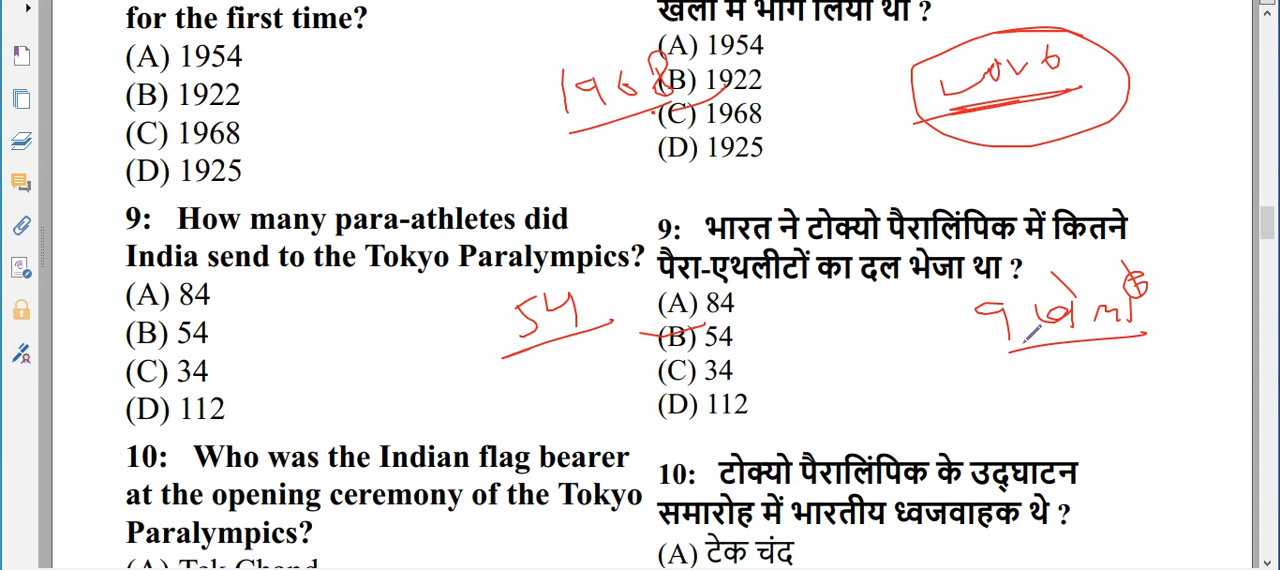 for the first time?
(A) 1954
(B) 1922
(C) 1968
(D) 1925
9: How many para-athletes did
India send to the Tokyo Paralympics?
(A) 84
(B) 54
(C) 34
(D) 112
10: Who was the Indian flag bearer
at the opening ceremony of the Tokyo
Paralympics?
(A) Tek Chand
1968
54
खेलों में भाग लिया था ?
(A) 1954
(B) 1922
(C) 1968
(D) 1925
9: भारत ने टोक्यो पैरालिंपिक में कितने
पैरा-एथलीटों का दल भेजा था ?
(A) 84
(B) 54
(C) 34
(D) 112
10: टोक्यो पैरालिंपिक के उद्घाटन
समारोह में भारतीय ध्वजवाहक थे ?
(A) टेक चंद